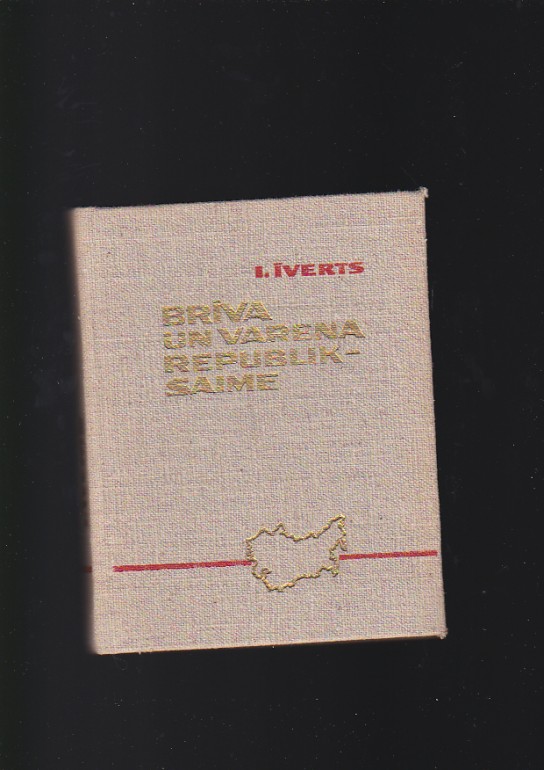 I. ĪVERTS
BRĪVA
UN VARENA
REPUBLIK-
SAIME